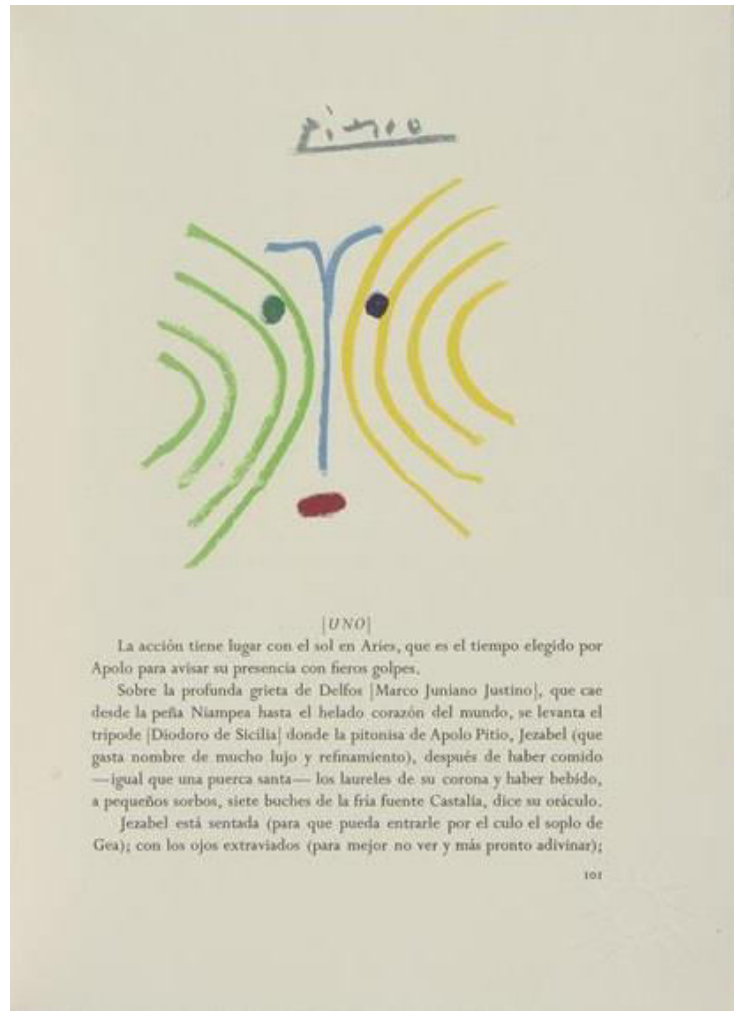 Picasso
|UNO|
La acción tiene lugar con el sol en Aries, que es el tiempo elegido por
Apolo para avisar su presencia con fieros golpes.
Sobre la profunda grieta de Delfos |Marco Juniano Justino|, que cae
desde la peña Niampea hasta el helado corazón del mundo, se levanta el
trípode |Diodoro de Sicilia| donde la pitonisa de Apolo Pitio, Jezabel (que
gasta nombre de mucho lujo y refinamiento), después de haber comido
—igual que una puerca santa— los laureles de su corona y haber bebido,
a pequeños sorbos, siete buches de la fría fuente Castalia, dice su oráculo.
Jezabel está sentada (para que pueda entrarle por el culo el soplo de
Gea); con los ojos extraviados (para mejor no ver y más pronto adivinar);
101